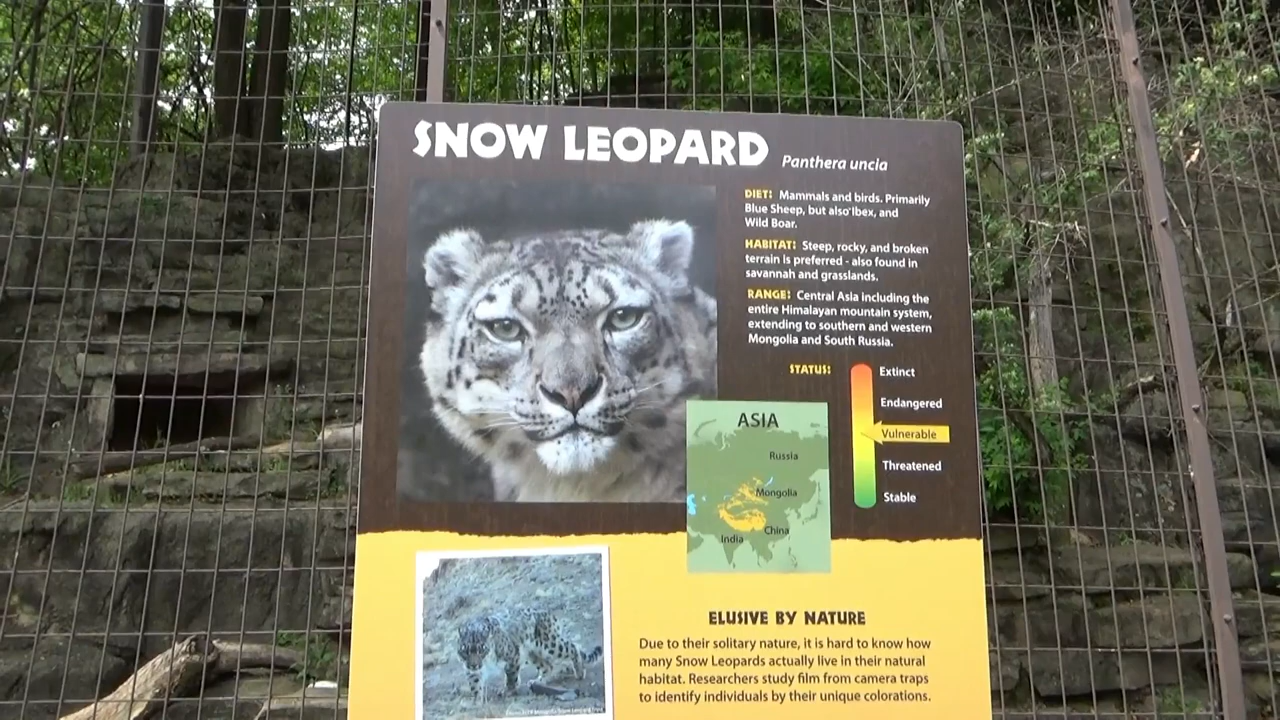 SNOW LEOPARD Panthera uncia
DIET: Mammals and birds. Primarily
Blue Sheep, but also Ibex, and
Wild Boar.
HABITAT: Steep, rocky, and broken
terrain is preferred - also found in
savannah and grasslands.
RANGE: Central Asia including the
entire Himalayan mountain system,
extending to southern and western
Mongolia and South Russia.
STATUS:
Extinct
Endangered
Vulnerable
Threatened
Stable
ASIA
Russia
Mongolia
China
India
ELUSIVE BY NATURE
Due to their solitary nature, it is hard to know how
many Snow Leopards actually live in their natural
habitat. Researchers study film from camera traps
to identify individuals by their unique colorations.